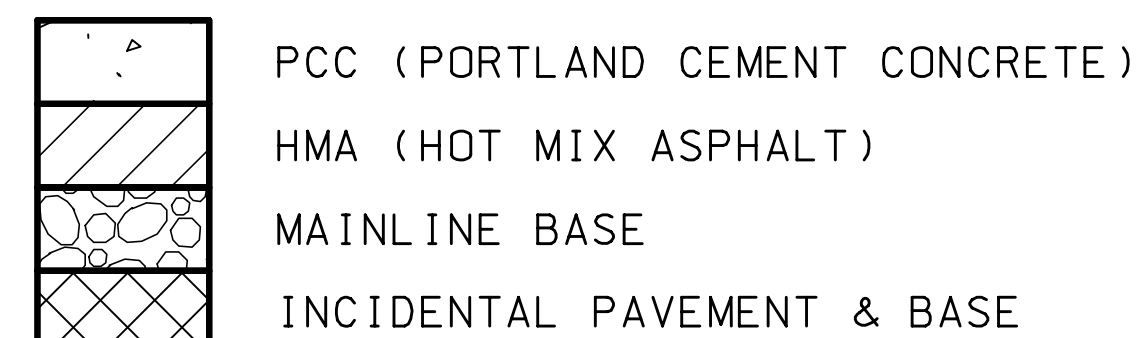 PCC (PORTLAND CEMENT CONCRETE)
HMA (HOT MIX ASPHALT)
MAINLINE BASE
INCIDENTAL PAVEMENT & BASE